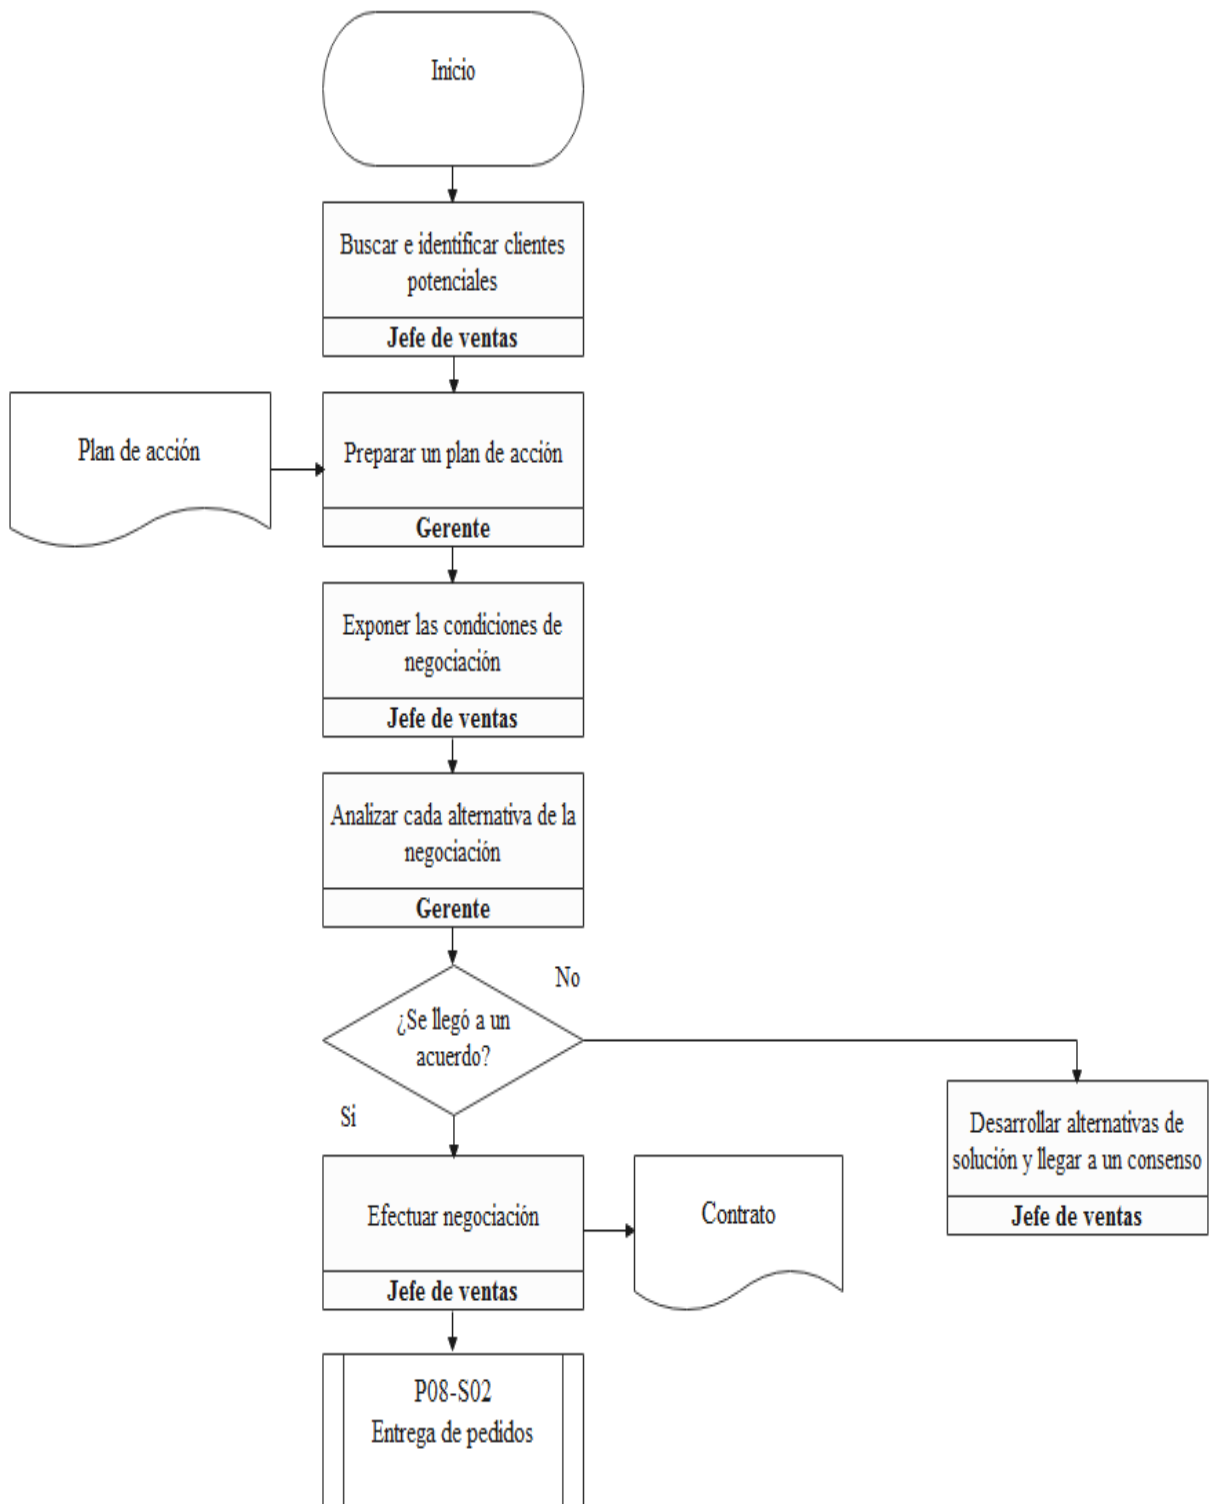 Inicio
Buscar e identificar clientes
potenciales
Jefe de ventas
Plan de acción
Preparar un plan de acción
Gerente
Exponer las condiciones de
negociación
Jefe de ventas
Analizar cada alternativa de la
negociación
Gerente
No
¿Se llegó a un
acuerdo?
Si
Desarrollar alternativas de
solución y llegar a un consenso
Jefe de ventas
Efectuar negociación
Jefe de ventas
Contrato
P08-S02
Entrega de pedidos